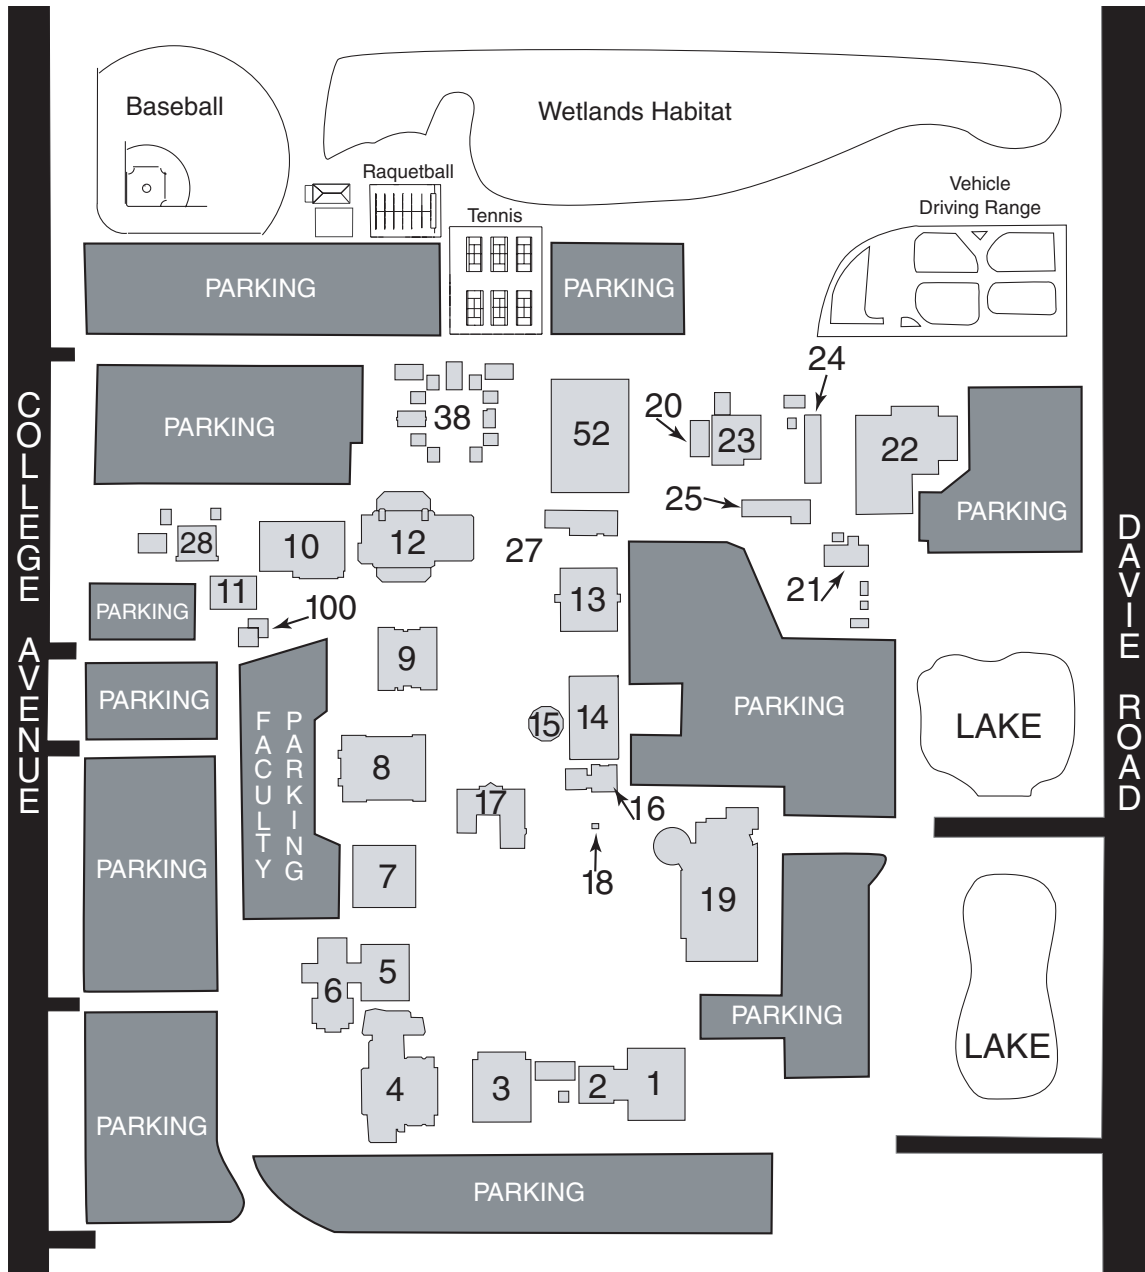 Baseball
Wetlands Habitat
Raquetball
Vehicle
Driving Range
Tennis
PARKING
PARKING
24
20
38
52
23
22
PARKING
COLLEGE AVENUE
25
PARKING
DAVIE ROAD
28
10
12
27
21
11
100
13
PARKING
9
PARKING
FACULTY
PARKING
15
14
PARKING
LAKE
8
17
16
PARKING
7
18
19
5
6
PARKING
LAKE
4
3
2
1
PARKING
PARKING